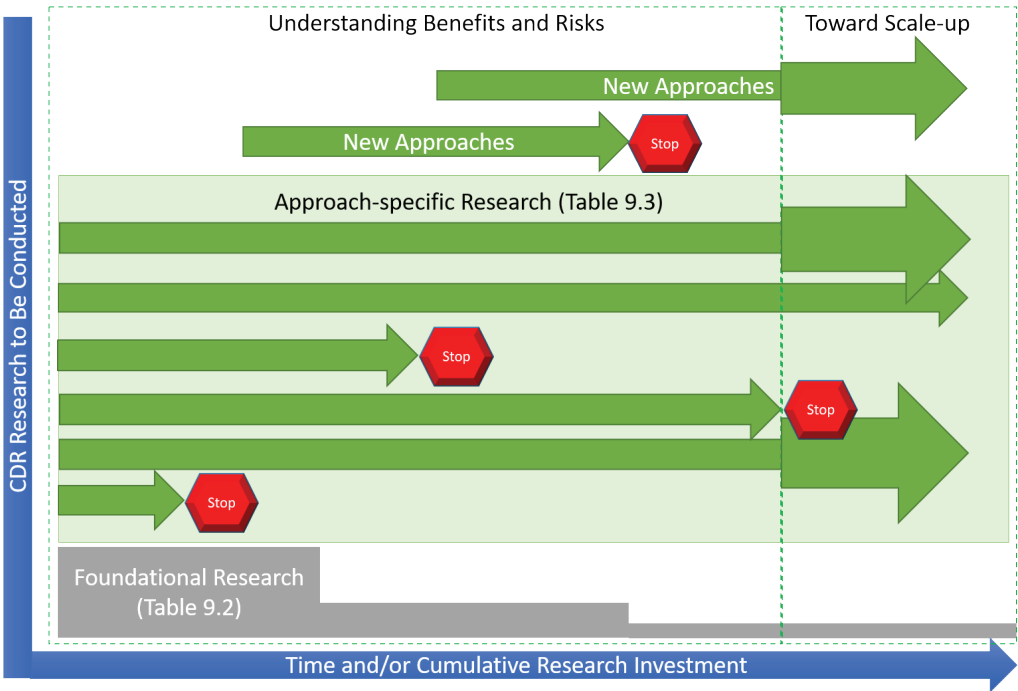 Understanding Benefits and Risks
Toward Scale-up
New Approaches
New Approaches
Stop
Approach-specific Research (Table 9.3)
Stop
Stop
Stop
Foundational Research
(Table 9.2)
CDR Research to Be Conducted
Time and/or Cumulative Research Investment